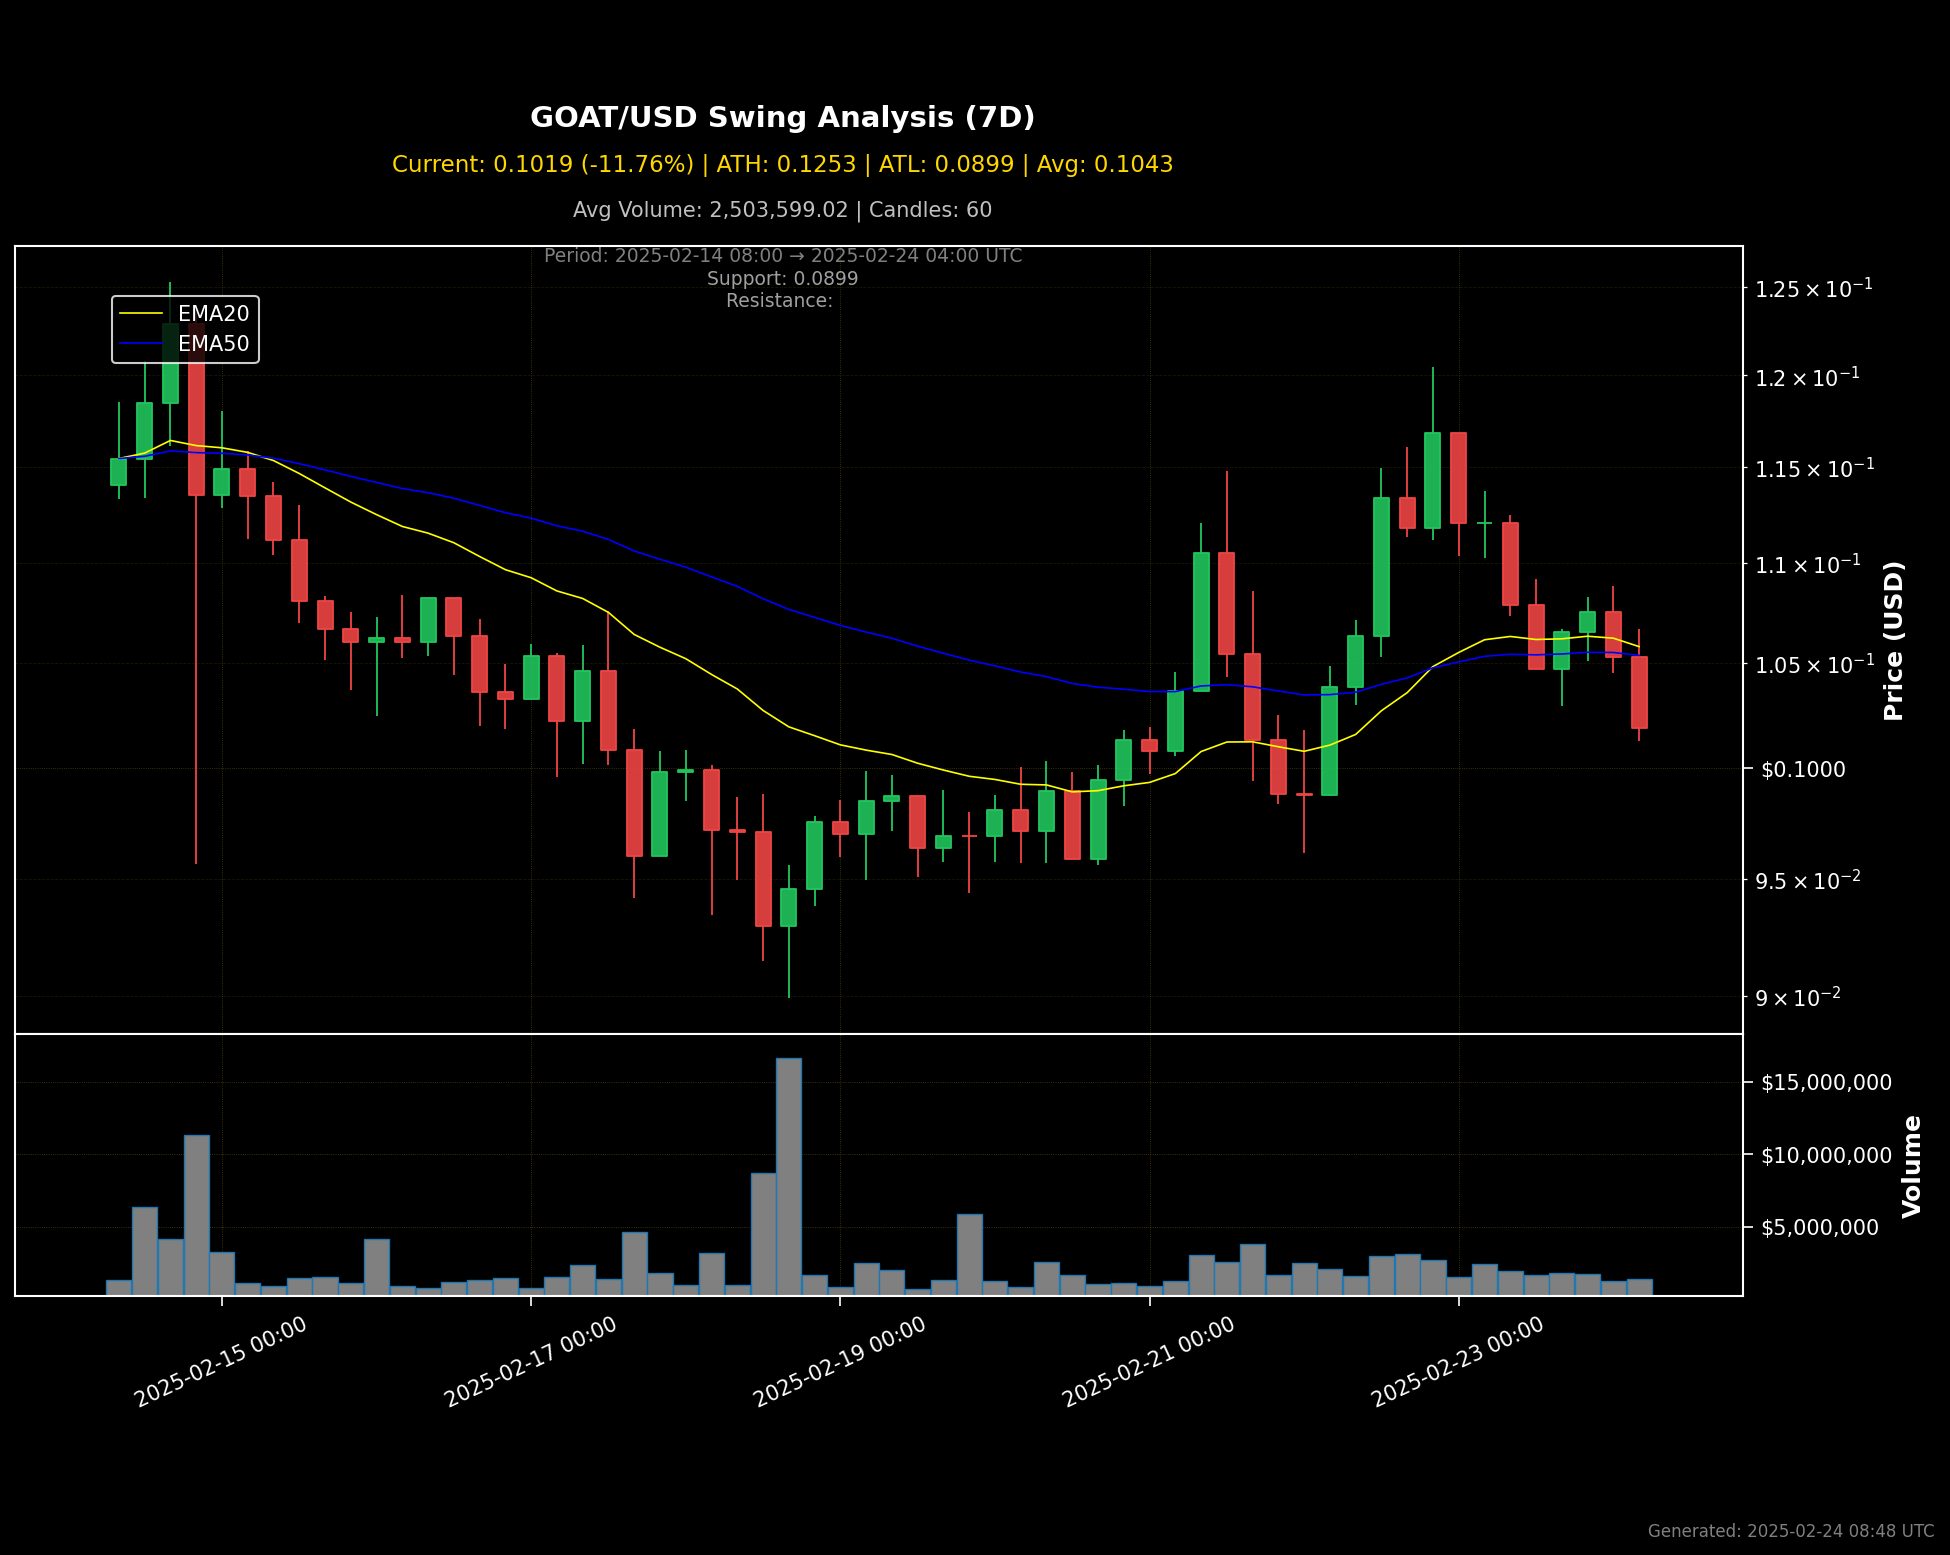 GOAT/USD Swing Analysis (7D)
Current: 0.1019 (-11.76%) | ATH: 0.1253 | ATL: 0.0899 | Avg: 0.1043
Avg Volume: 2,503,599.02 | Candles: 60
Period: 2025-02-14 08:00 → 2025-02-24 04:00 UTC
Support: 0.0899
Resistance:
EMA20
EMA50
1.25 × 10⁻¹
1.2 × 10⁻¹
1.15 × 10⁻¹
1.1 × 10⁻¹
1.05 × 10⁻¹
$0.1000
9.5 × 10⁻²
9 × 10⁻²
Price (USD)
$15,000,000
$10,000,000
$5,000,000
Volume
2025-02-15 00:00
2025-02-17 00:00
2025-02-19 00:00
2025-02-21 00:00
2025-02-23 00:00
Generated: 2025-02-24 08:48 UTC